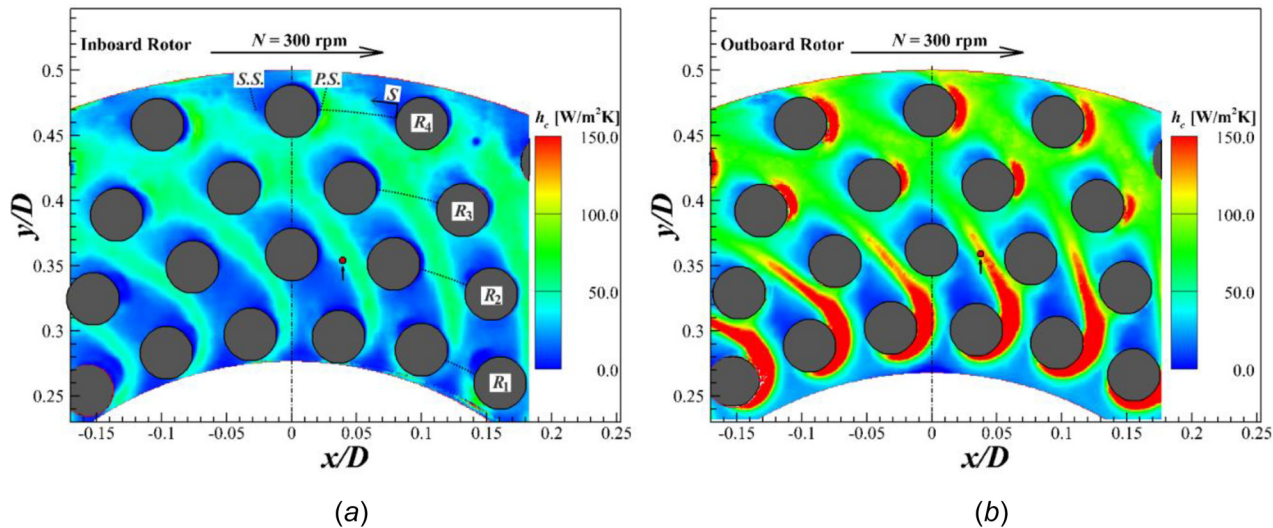 Inboard Rotor
N = 300 rpm
S.S.
P.S.
S
R4
R3
R2
R1
hc [W/m²K]
150.0
100.0
50.0
0.0
y/D
0.5
0.45
0.4
0.35
0.3
0.25
-0.15
-0.1
-0.05
0
0.05
0.1
0.15
0.2
0.25
x/D
(a)
Outboard Rotor
N = 300 rpm
hc [W/m²K]
150.0
100.0
50.0
0.0
y/D
0.5
0.45
0.4
0.35
0.3
0.25
-0.15
-0.1
-0.05
0
0.05
0.1
0.15
0.2
0.25
x/D
(b)